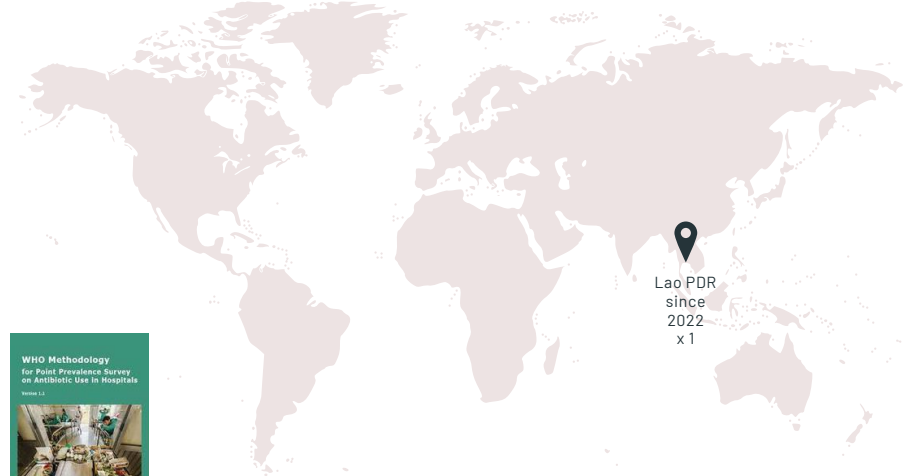 Lao PDR
since
2022
x 1
WHO Methodology
for Point Prevalence Survey
on Antibiotic Use in Hospitals
Version 1.1